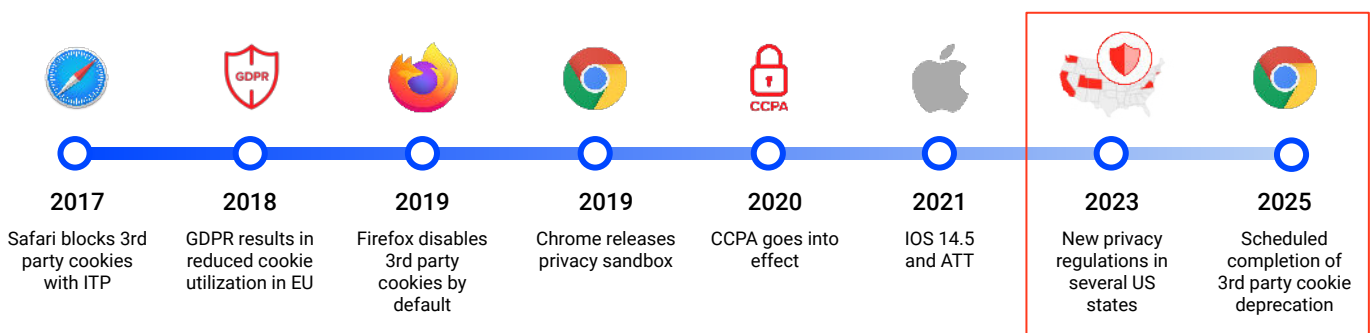 GDPR
CCPA
2017
Safari blocks 3rd
party cookies
with ITP
2018
GDPR results in
reduced cookie
utilization in EU
2019
Firefox disables
3rd party
cookies by
default
2019
Chrome releases
privacy sandbox
2020
CCPA goes into
effect
2021
IOS 14.5
and ATT
2023
New privacy
regulations in
several US
states
2025
Scheduled
completion of
3rd party cookie
deprecation